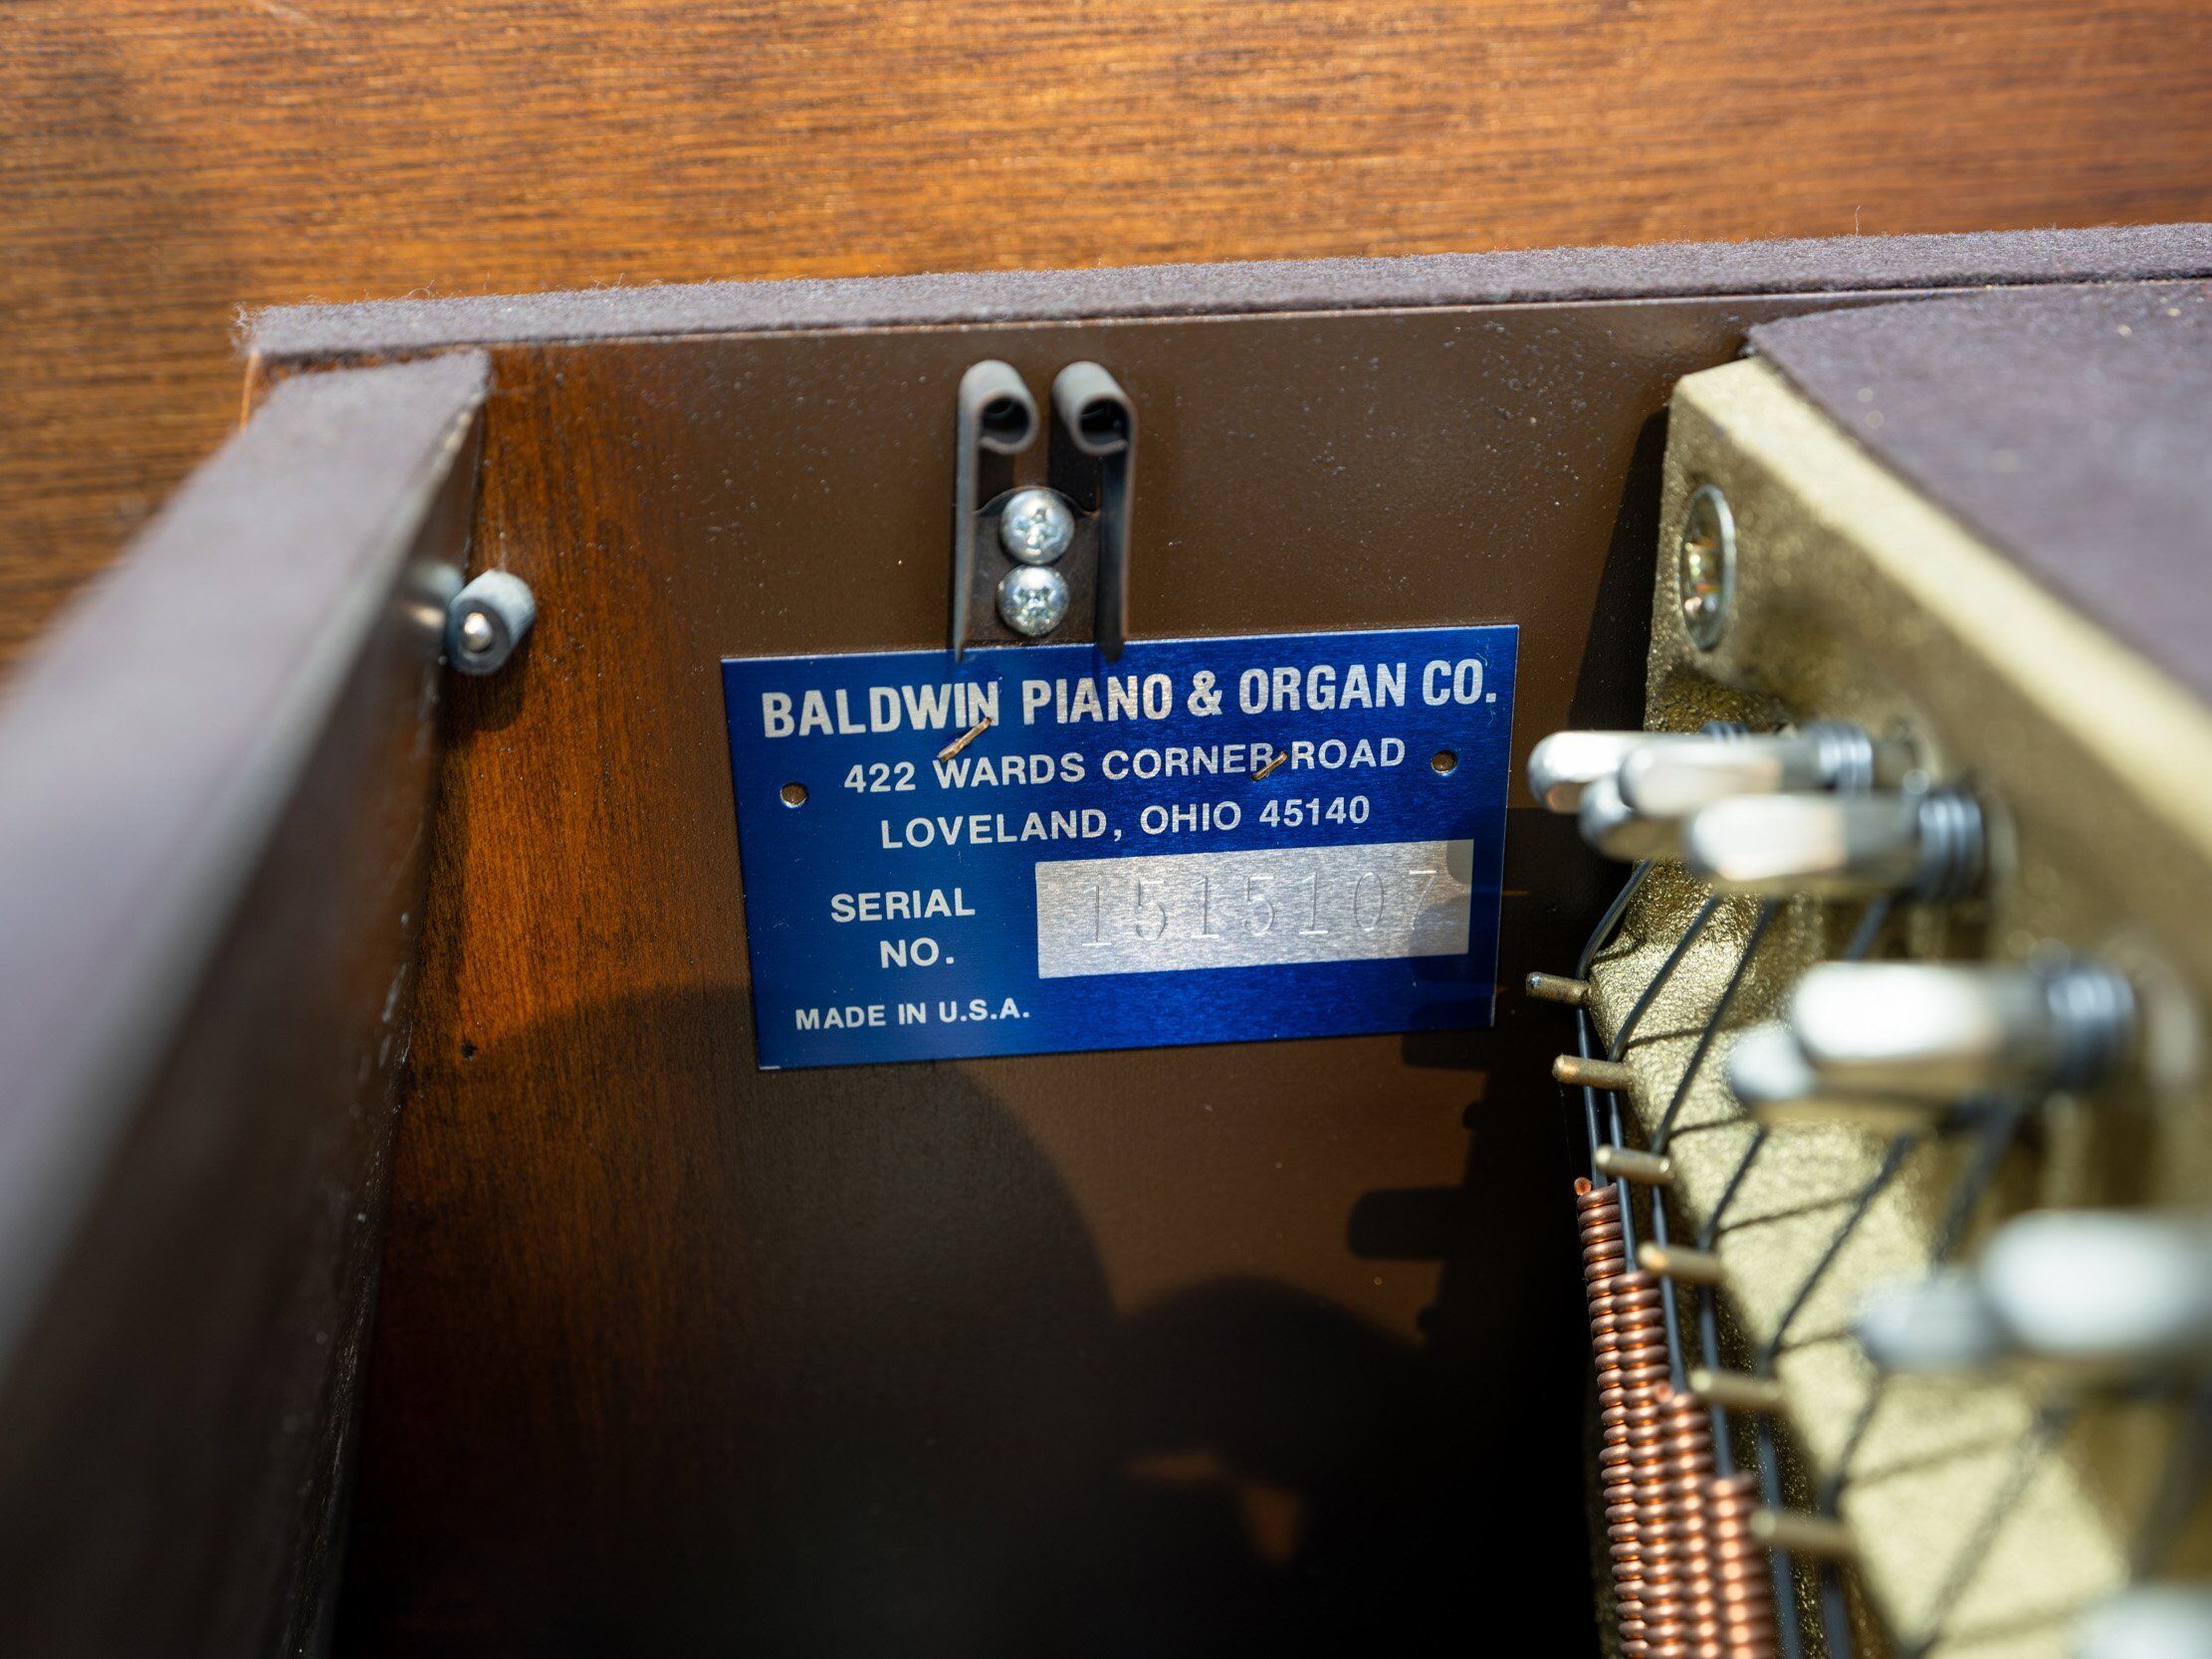 BALDWIN PIANO & ORGAN CO.
422 WARDS CORNER ROAD
LOVELAND, OHIO 45140
SERIAL NO. 1515107
MADE IN U.S.A.